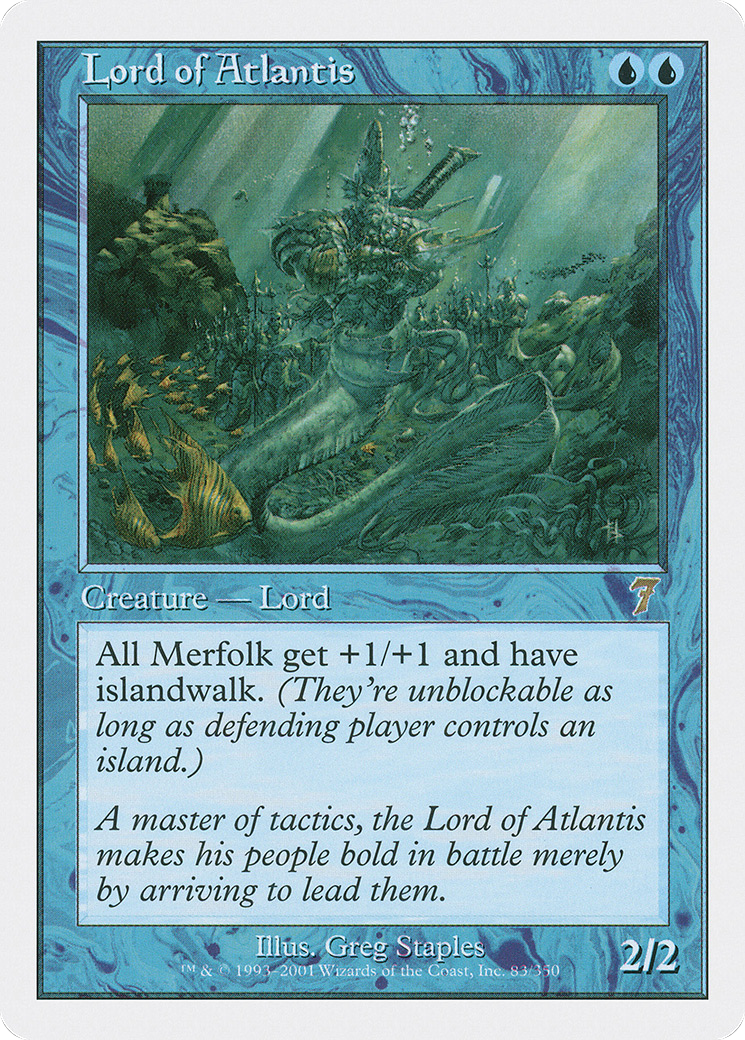 Lord of Atlantis
Creature — Lord
7
All Merfolk get +1/+1 and have
islandwalk. (They're unblockable as
long as defending player controls an
island.)
A master of tactics, the Lord of Atlantis
makes his people bold in battle merely
by arriving to lead them.
Illus. Greg Staples
™ & © 1993–2001 Wizards of the Coast, Inc. 83/350
2/2